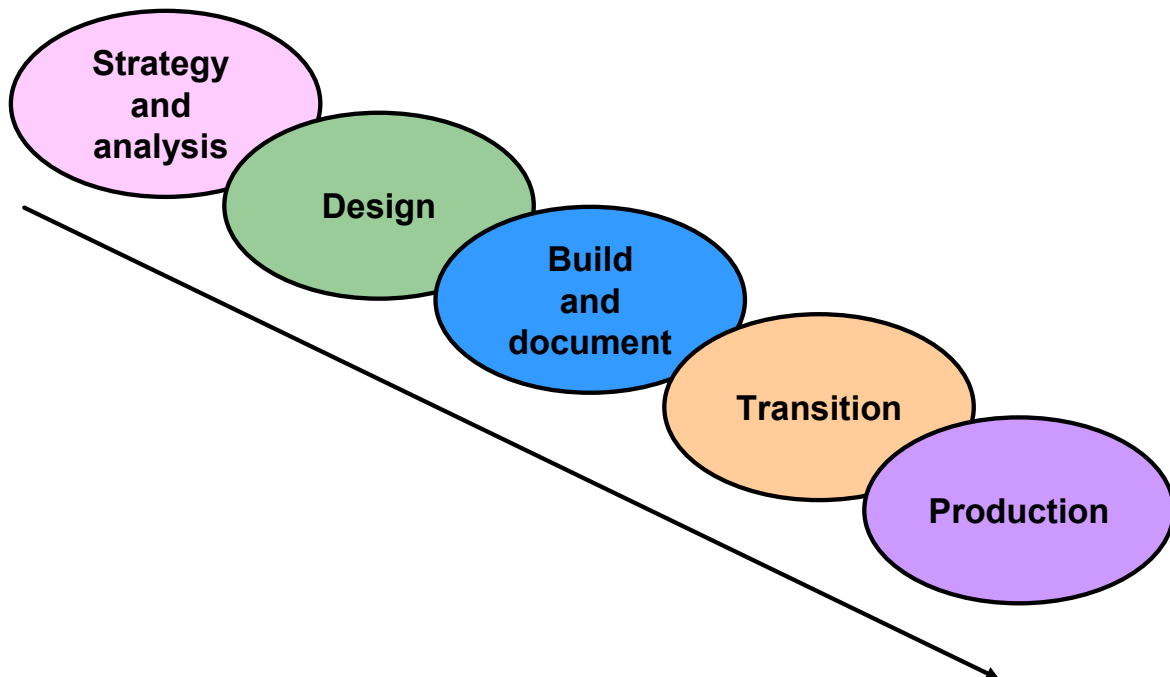 Strategy
and
analysis
Design
Build
and
document
Transition
Production